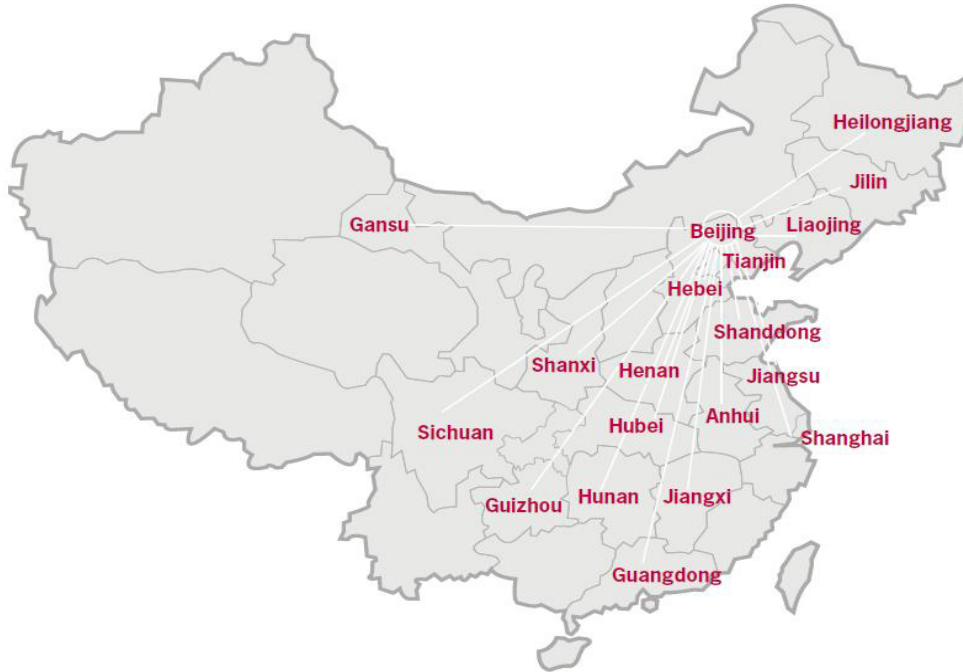 Heilongjiang
Jilin
Gansu
Liaojing
Beijing
Tianjin
Hebei
Shanddong
Shanxi
Henan
Jiangsu
Anhui
Hubei
Sichuan
Shanghai
Guizhou
Hunan
Jiangxi
Guangdong